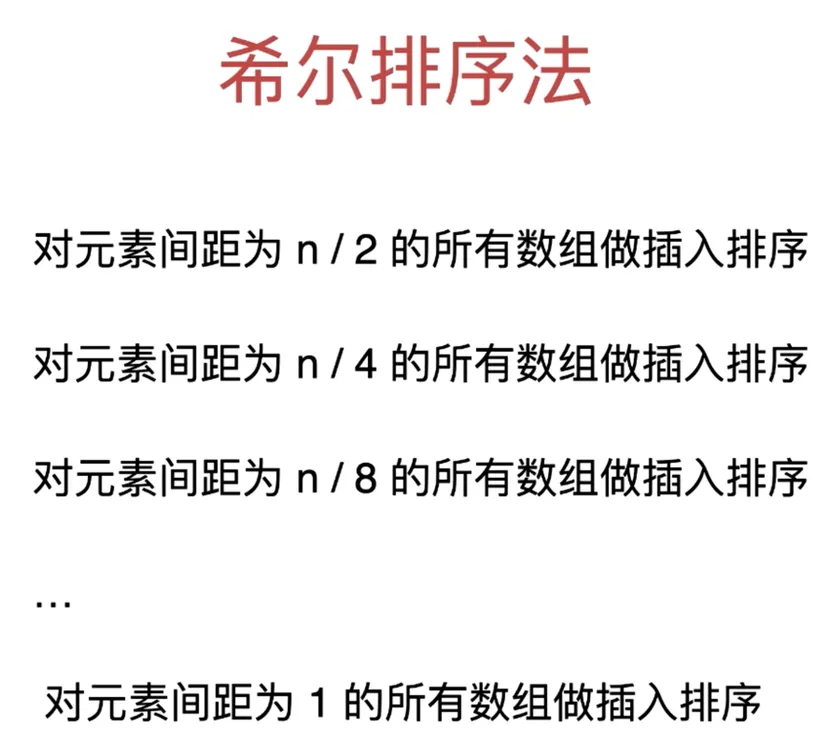 希尔排序法
对元素间距为 n / 2 的所有数组做插入排序
对元素间距为 n / 4 的所有数组做插入排序
对元素间距为 n / 8 的所有数组做插入排序
...
对元素间距为 1 的所有数组做插入排序